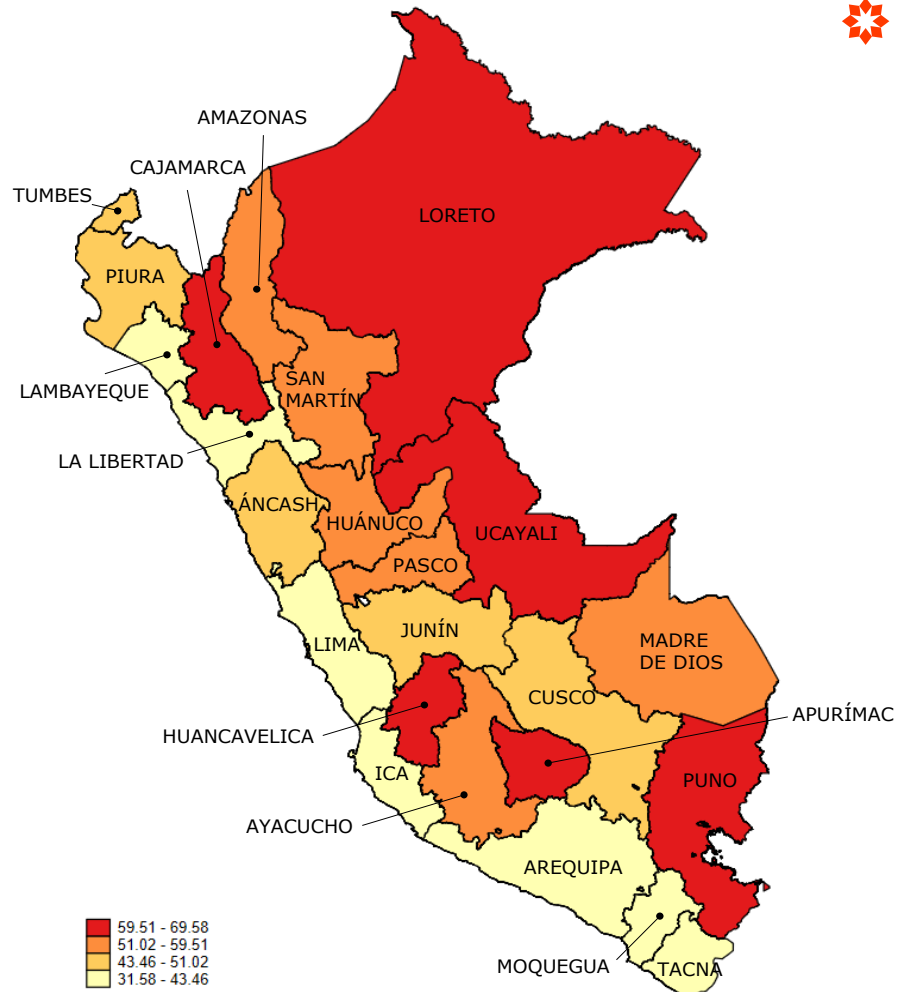 AMAZONAS
CAJAMARCA
TUMBES
LORETO
PIURA
LAMBAYEQUE
SAN
MARTÍN
LA LIBERTAD
ÁNCASH
HUÁNUCO
UCAYALI
PASCO
JUNÍN
LIMA
MADRE
DE DIOS
CUSCO
APURÍMAC
HUANCAVELICA
ICA
PUNO
AYACUCHO
AREQUIPA
MOQUEGUA
TACNA
59.51 - 69.58
51.02 - 59.51
43.46 - 51.02
31.58 - 43.46